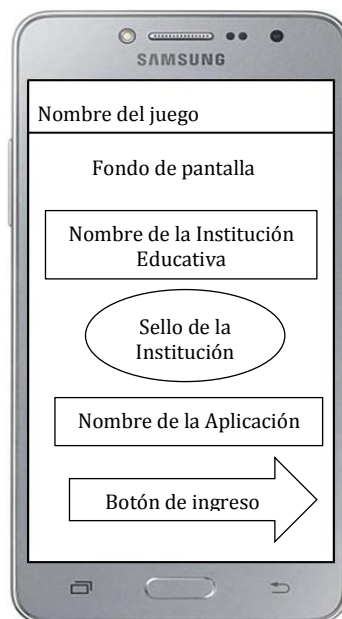 SAMSUNG
Nombre del juego
Fondo de pantalla
Nombre de la Institución
Educativa
Sello de la
Institución
Nombre de la Aplicación
Botón de ingreso